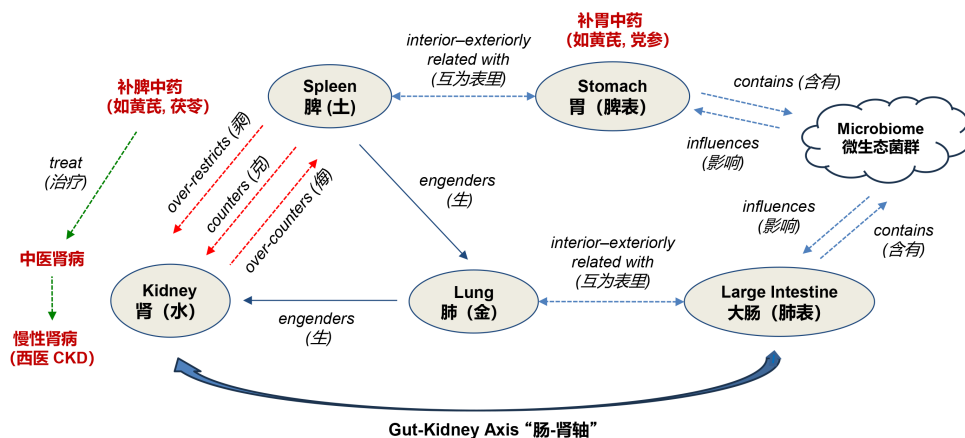 补胃中药
(如黄芪, 党参)
interior–exteriorly
related with
(互为表里)
Spleen
脾 (土)
Stomach
胃（脾表）
contains (含有)
补脾中药
(如黄芪, 茯苓)
Microbiome
微生态菌群
influences
(影响)
treat
(治疗)
over-restricts (乘)
counters (克)
over-counters (侮)
engenders
(生)
influences
(影响)
contains
(含有)
interior–exteriorly
related with
(互为表里)
中医肾病
Kidney
肾（水）
Lung
肺（金）
Large Intestine
大肠（肺表）
engenders
(生)
慢性肾病
(西医 CKD)
Gut-Kidney Axis “肠-肾轴”